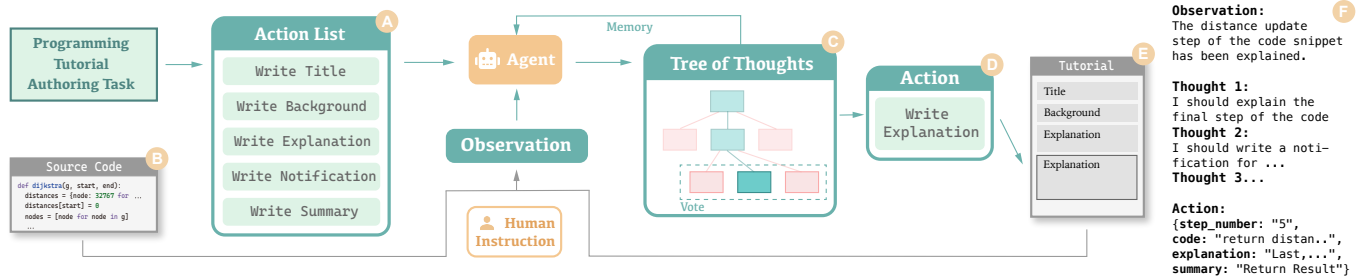 Programming
Tutorial
Authoring Task
A
Action List
Write Title
Write Background
Write Explanation
Write Notification
Write Summary
B
Source Code
def dijkstra(g, start, end):
distances = {node: 32767 for ...
distances[start] = 0
nodes = [node for node in g]
...
Memory
Agent
Observation
Human
Instruction
C
Tree of Thoughts
Vote
D
Action
Write
Explanation
E
Tutorial
Title
Background
Explanation
Explanation
F
Observation:
The distance update
step of the code snippet
has been explained.
Thought 1:
I should explain the
final step of the code
Thought 2:
I should write a noti-
fication for ...
Thought 3...
Action:
{step_number: "5",
code: "return distan..",
explanation: "Last,...",
summary: "Return Result"}